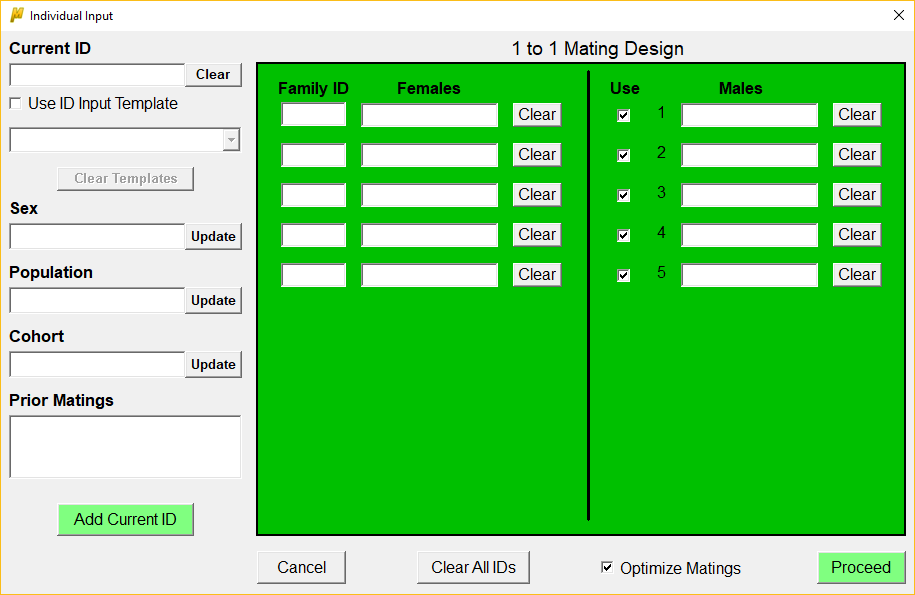 Individual Input
Current ID
Clear
Use ID Input Template
Clear Templates
Sex
Update
Population
Update
Cohort
Update
Prior Matings
Add Current ID
1 to 1 Mating Design
Family ID Females Use Males
Clear 1 Clear
Clear 2 Clear
Clear 3 Clear
Clear 4 Clear
Clear 5 Clear
Cancel Clear All IDs Optimize Matings Proceed